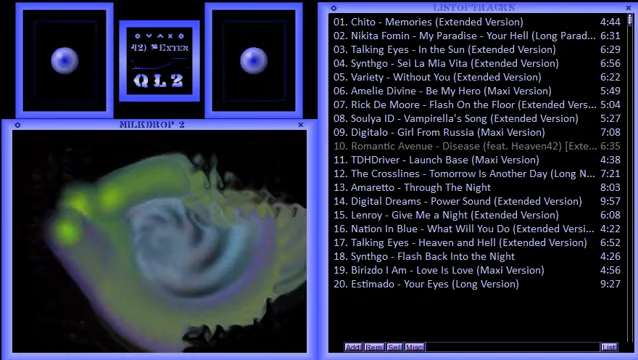 LISTOFTRACKS
42) *Exter
QL2
MILKDROP 2
01. Chito - Memories (Extended Version) 4:44
02. Nikita Fomin - My Paradise - Your Hell (Long Parad... 6:31
03. Talking Eyes - In the Sun (Extended Version) 6:29
04. Synthgo - Sei La Mia Vita (Extended Version) 6:56
05. Variety - Without You (Extended Version) 6:22
06. Amelie Divine - Be My Hero (Maxi Version) 5:49
07. Rick De Moore - Flash On the Floor (Extended Vers... 5:04
08. Soulya ID - Vampirella's Song (Extended Version) 5:27
09. Digitalo - Girl From Russia (Maxi Version) 7:08
10. Romantic Avenue - Disease (feat. Heaven42) [Exte... 6:35
11. TDHDriver - Launch Base (Maxi Version) 4:38
12. The Crosslines - Tomorrow Is Another Day (Long N... 7:21
13. Amaretto - Through The Night 8:03
14. Digital Dreams - Power Sound (Extended Version) 9:57
15. Lenroy - Give Me a Night (Extended Version) 6:08
16. Nation In Blue - What Will You Do (Extended Versi... 4:22
17. Talking Eyes - Heaven and Hell (Extended Version) 6:52
18. Synthgo - Flash Back Into the Night 4:26
19. Birizdo I Am - Love Is Love (Maxi Version) 4:56
20. Estimado - Your Eyes (Long Version) 9:27
Add Rem Sel Misc List